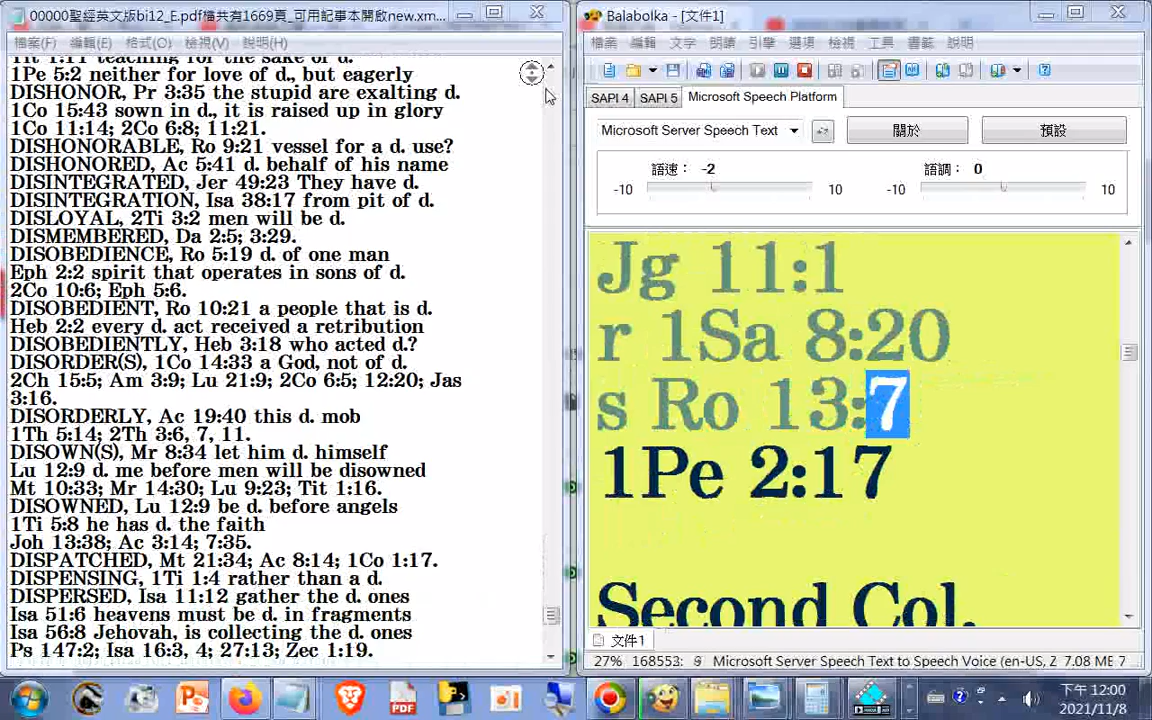 00000聖經英文版bi12_E.pdf檔共有1669頁_可用記事本開啟new.xm...
檔案(F) 編輯(E) 格式(O) 檢視(V) 說明(H)
Tit 1:11 teaching for the sake of d.
1Pe 5:2 neither for love of d., but eagerly
DISHONOR, Pr 3:35 the stupid are exalting d.
1Co 15:43 sown in d., it is raised up in glory
1Co 11:14; 2Co 6:8; 11:21.
DISHONORABLE, Ro 9:21 vessel for a d. use?
DISHONORED, Ac 5:41 d. behalf of his name
DISINTEGRATED, Jer 49:23 They have d.
DISINTEGRATION, Isa 38:17 from pit of d.
DISLOYAL, 2Ti 3:2 men will be d.
DISMEMBERED, Da 2:5; 3:29.
DISOBEDIENCE, Ro 5:19 d. of one man
Eph 2:2 spirit that operates in sons of d.
2Co 10:6; Eph 5:6.
DISOBEDIENT, Ro 10:21 a people that is d.
Heb 2:2 every d. act received a retribution
DISOBEDIENTLY, Heb 3:18 who acted d.?
DISORDER(S), 1Co 14:33 a God, not of d.
2Ch 15:5; Am 3:9; Lu 21:9; 2Co 6:5; 12:20; Jas
3:16.
DISORDERLY, Ac 19:40 this d. mob
1Th 5:14; 2Th 3:6, 7, 11.
DISOWN(S), Mr 8:34 let him d. himself
Lu 12:9 d. me before men will be disowned
Mt 10:33; Mr 14:30; Lu 9:23; Tit 1:16.
DISOWNED, Lu 12:9 be d. before angels
1Ti 5:8 he has d. the faith
Joh 13:38; Ac 3:14; 7:35.
DISPATCHED, Mt 21:34; Ac 8:14; 1Co 1:17.
DISPENSING, 1Ti 1:4 rather than a d.
DISPERSED, Isa 11:12 gather the d. ones
Isa 51:6 heavens must be d. in fragments
Isa 56:8 Jehovah, is collecting the d. ones
Ps 147:2; Isa 16:3, 4; 27:13; Zec 1:19.
Balabolka - [文件1]
檔案 編輯 文字 朗讀 引擎 選項 檢視 工具 書籤 說明
SAPI 4 SAPI 5 Microsoft Speech Platform
Microsoft Server Speech Text 關於 預設
語速： -2 語調： 0
-10 10 -10 10
Jg 11:1
r 1Sa 8:20
s Ro 13:7
1Pe 2:17
Second Col.
文件1
27% 168553: Microsoft Server Speech Text to Speech Voice (en-US, Z 7.08 ME 7
PDF
下午 12:00
2021/11/8